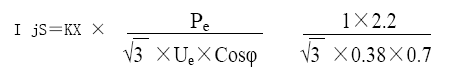 I jS=KX × Pe/(√3 ×Ue×Cosφ) 1×2.2/(√3 ×0.38×0.7)